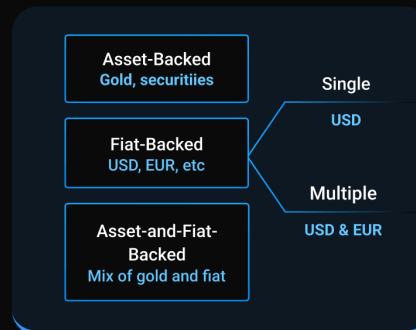 Asset-Backed
Gold, securitiies
Fiat-Backed
USD, EUR, etc
Asset-and-Fiat-
Backed
Mix of gold and fiat
Single
USD
Multiple
USD & EUR